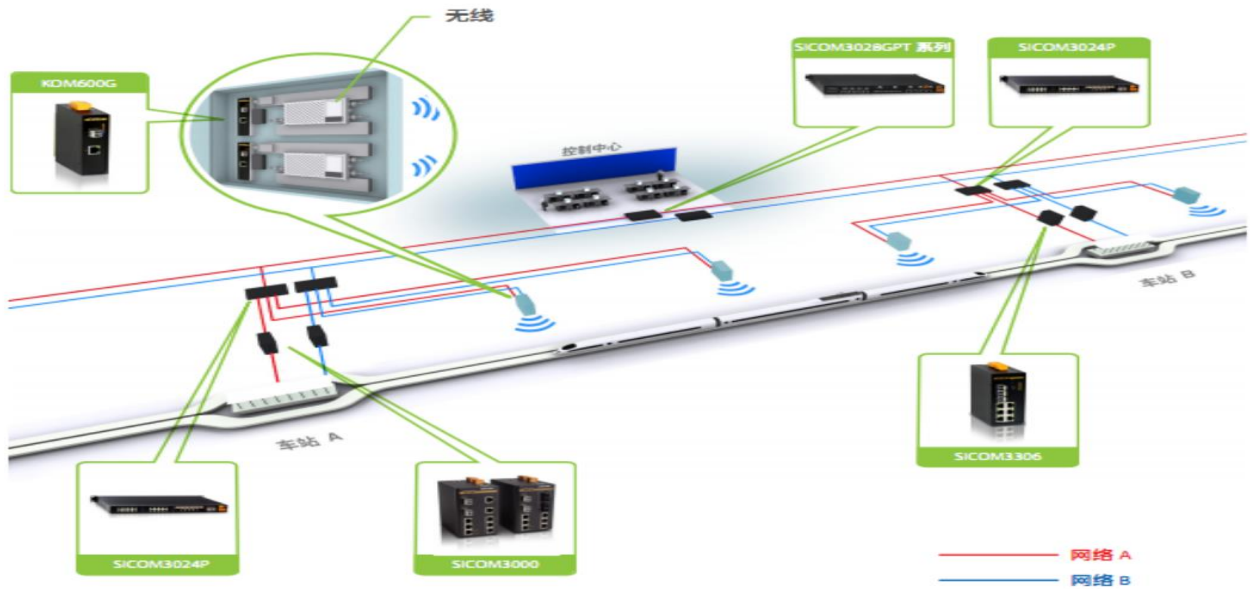 无线
SICOM3028GPT 系列
SICOM3024P
KOM600G
控制中心
车站 B
车站 A
SICOM3306
SICOM3024P
SICOM3000
网络 A
网络 B